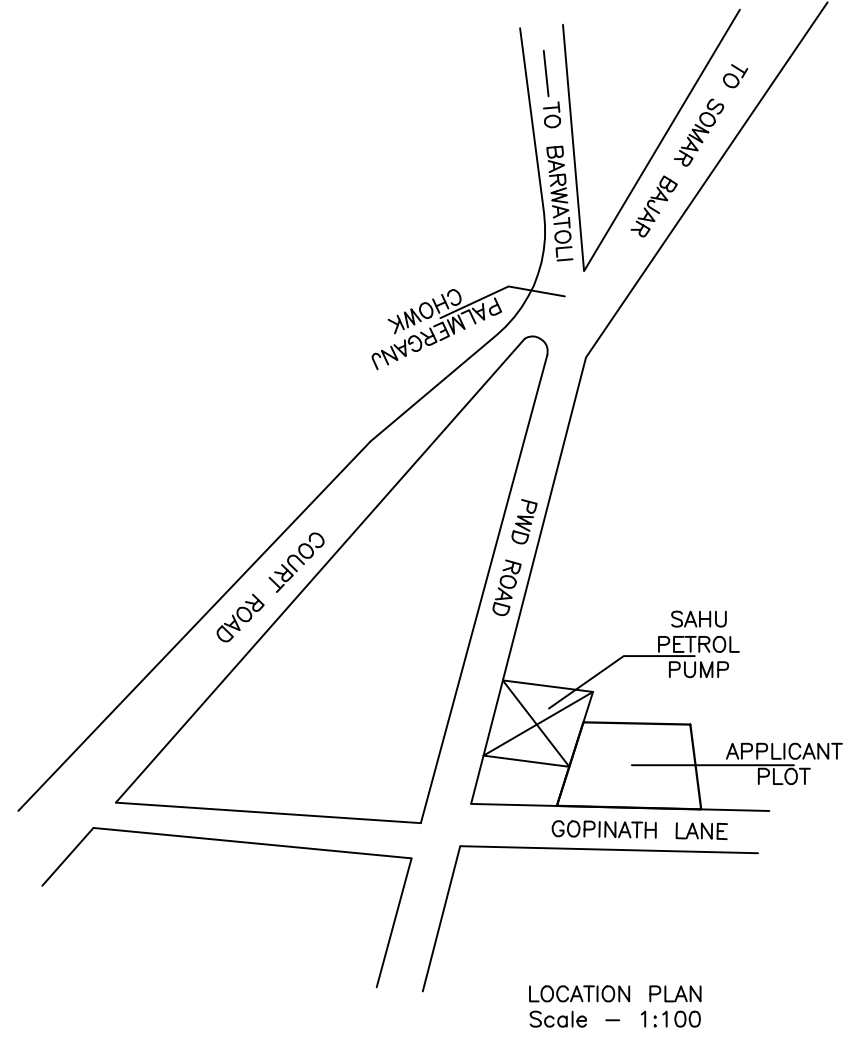 TO BARWATOLI
TO SOMAR BAJAR
PALMERGANJ
CHOWK
COURT ROAD
PWD ROAD
SAHU
PETROL
PUMP
APPLICANT
PLOT
GOPINATH LANE
LOCATION PLAN
Scale - 1:100